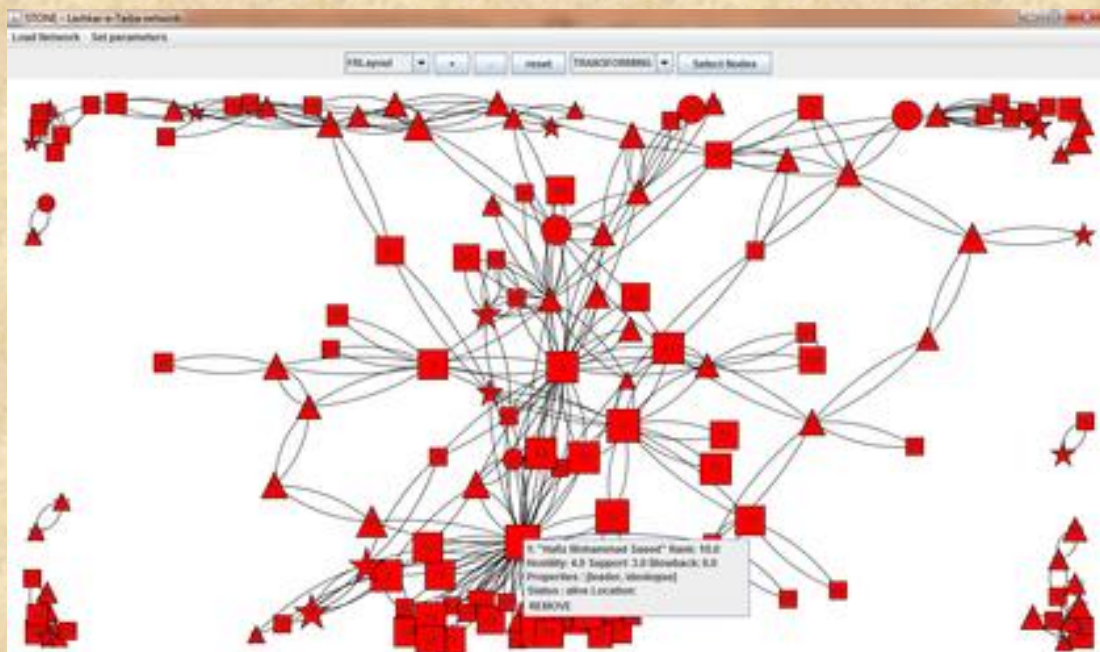 STONE - Lashkar-e-Taiba network
Load Network Set parameters
FRLayout + - reset TRANSFORMING Select Nodes
V: "Hafiz Mohammad Saeed" Rank: 10.0
Hostility: 4.0 Support: 3.0 Blowback: 0.0
Properties : [leader, ideologue]
Status : alive Location:
REMOVE